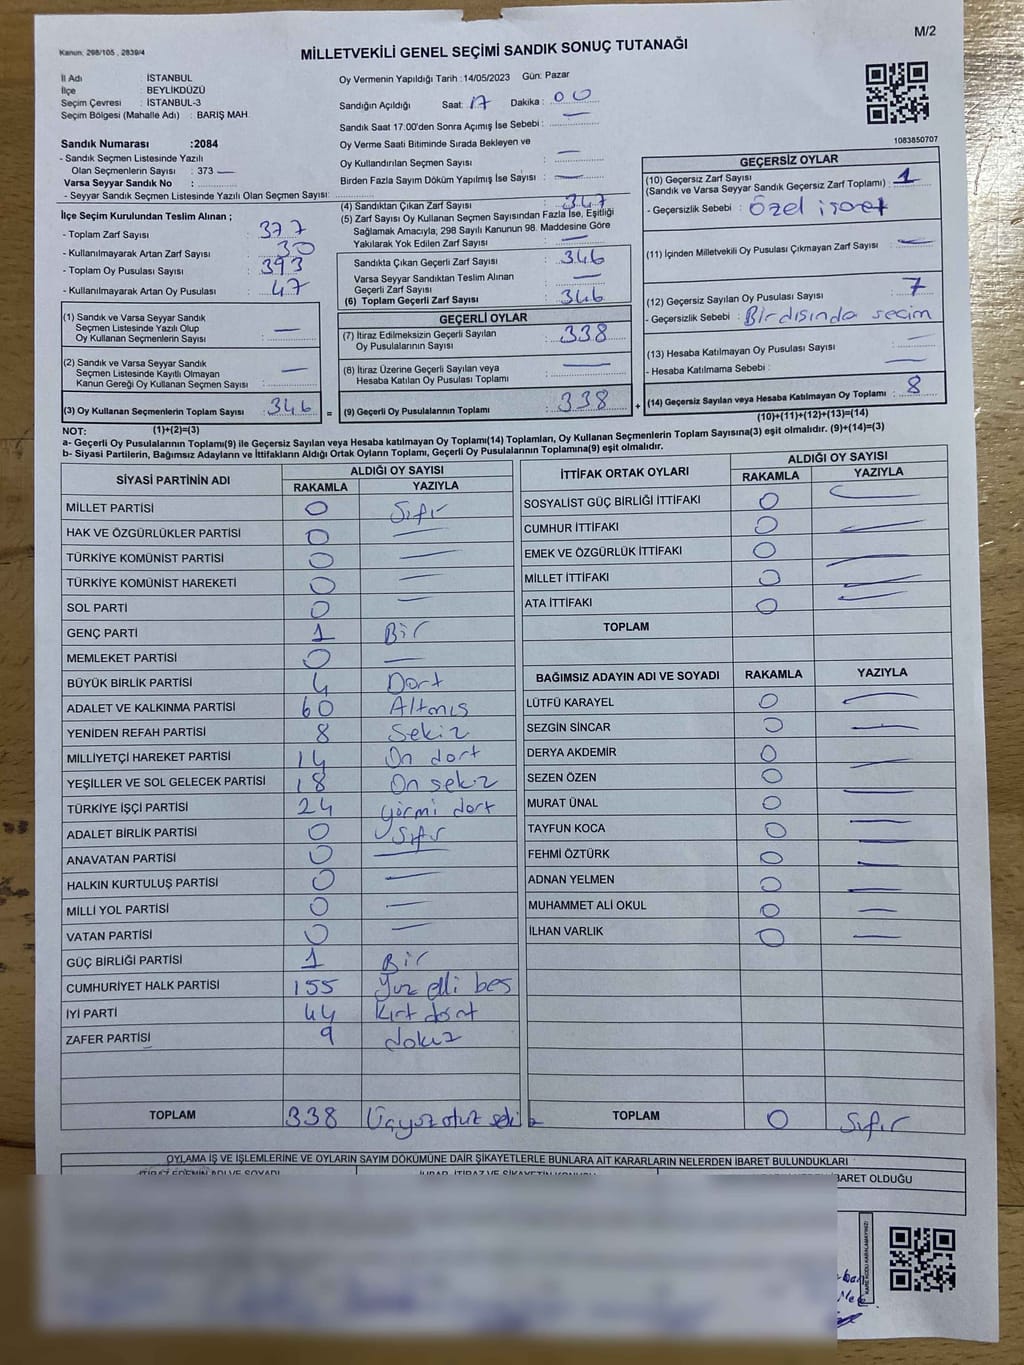 M/2
Kanun: 298/105 , 2839/4
MİLLETVEKİLİ GENEL SEÇİMİ SANDIK SONUÇ TUTANAĞI
İl Adı : İSTANBUL
İlçe : BEYLİKDÜZÜ
Seçim Çevresi : İSTANBUL-3
Seçim Bölgesi (Mahalle Adı) : BARIŞ MAH.
Oy Vermenin Yapıldığı Tarih :14/05/2023 Gün: Pazar
Sandığın Açıldığı Saat: 17 Dakika : 00
Sandık Saat 17:00'den Sonra Açılmış İse Sebebi : —
Oy Verme Saati Bitiminde Sırada Bekleyen ve
Oy Kullandırılan Seçmen Sayısı : —
Birden Fazla Sayım Döküm Yapılmış İse Sayısı : —
1083850707
Sandık Numarası :2084
- Sandık Seçmen Listesinde Yazılı
Olan Seçmenlerin Sayısı : 373 —
Varsa Seyyar Sandık No :
- Seyyar Sandık Seçmen Listesinde Yazılı Olan Seçmen Sayısı:
İlçe Seçim Kurulundan Teslim Alınan ;
- Toplam Zarf Sayısı : 377
- Kullanılmayarak Artan Zarf Sayısı : 30
- Toplam Oy Pusulası Sayısı : 393
- Kullanılmayarak Artan Oy Pusulası : 47
(4) Sandıktan Çıkan Zarf Sayısı : 347
(5) Zarf Sayısı Oy Kullanan Seçmen Sayısından Fazla İse, Eşitliği
Sağlamak Amacıyla, 298 Sayılı Kanunun 98. Maddesine Göre
Yakılarak Yok Edilen Zarf Sayısı : —
Sandıkta Çıkan Geçerli Zarf Sayısı : 346
Varsa Seyyar Sandıktan Teslim Alınan
Geçerli Zarf Sayısı : —
(6) Toplam Geçerli Zarf Sayısı : 346
GEÇERSİZ OYLAR
(10) Geçersiz Zarf Sayısı
(Sandık ve Varsa Seyyar Sandık Geçersiz Zarf Toplamı) : 1
- Geçersizlik Sebebi : Özel işaret
(11) İçinden Milletvekili Oy Pusulası Çıkmayan Zarf Sayısı : —
(12) Geçersiz Sayılan Oy Pusulası Sayısı : 7
- Geçersizlik Sebebi : Birdışında seçim
(13) Hesaba Katılmayan Oy Pusulası Sayısı : —
- Hesaba Katılmama Sebebi : —
(14) Geçersiz Sayılan veya Hesaba Katılmayan Oy Toplamı : 8
(10)+(11)+(12)+(13)=(14)
(1) Sandık ve Varsa Seyyar Sandık
Seçmen Listesinde Yazılı Olup
Oy Kullanan Seçmenlerin Sayısı : —
(2) Sandık ve Varsa Seyyar Sandık
Seçmen Listesinde Kayıtlı Olmayan
Kanun Gereği Oy Kullanan Seçmen Sayısı : —
(3) Oy Kullanan Seçmenlerin Toplam Sayısı : 346 =
(1)+(2)=(3)
GEÇERLİ OYLAR
(7) İtiraz Edilmeksizin Geçerli Sayılan
Oy Pusulalarının Sayısı : 338
(8) İtiraz Üzerine Geçerli Sayılan veya
Hesaba Katılan Oy Pusulası Toplamı : —
(9) Geçerli Oy Pusulalarının Toplamı : 338 +
NOT:
a- Geçerli Oy Pusulalarının Toplamı(9) ile Geçersiz Sayılan veya Hesaba katılmayan Oy Toplamı(14) Toplamları, Oy Kullanan Seçmenlerin Toplam Sayısına(3) eşit olmalıdır. (9)+(14)=(3)
b- Siyasi Partilerin, Bağımsız Adayların ve İttifakların Aldığı Ortak Oyların Toplamı, Geçerli Oy Pusulalarının Toplamına(9) eşit olmalıdır.
SİYASİ PARTİNİN ADI ALDIĞI OY SAYISI
RAKAMLA YAZIYLA
MİLLET PARTİSİ 0 Sıfır
HAK VE ÖZGÜRLÜKLER PARTİSİ 0 —
TÜRKİYE KOMÜNİST PARTİSİ 0 —
TÜRKİYE KOMÜNİST HAREKETİ 0 —
SOL PARTİ 0 —
GENÇ PARTİ 1 Bir
MEMLEKET PARTİSİ 0 —
BÜYÜK BİRLİK PARTİSİ 4 Dört
ADALET VE KALKINMA PARTİSİ 60 Altmış
YENİDEN REFAH PARTİSİ 8 Sekiz
MİLLİYETÇİ HAREKET PARTİSİ 14 On dört
YEŞİLLER VE SOL GELECEK PARTİSİ 18 On sekiz
TÜRKİYE İŞÇİ PARTİSİ 24 Yirmi dört
ADALET BİRLİK PARTİSİ 0 Sıfır
ANAVATAN PARTİSİ 0 —
HALKIN KURTULUŞ PARTİSİ 0 —
MİLLİ YOL PARTİSİ 0 —
VATAN PARTİSİ 0 —
GÜÇ BİRLİĞİ PARTİSİ 1 Bir
CUMHURİYET HALK PARTİSİ 155 Yüz elli beş
İYİ PARTİ 44 Kırk dört
ZAFER PARTİSİ 9 dokuz
TOPLAM 338 Üçyüz otuz sekiz
İTTİFAK ORTAK OYLARI ALDIĞI OY SAYISI
RAKAMLA YAZIYLA
SOSYALİST GÜÇ BİRLİĞİ İTTİFAKI 0 —
CUMHUR İTTİFAKI 0 —
EMEK VE ÖZGÜRLÜK İTTİFAKI 0 —
MİLLET İTTİFAKI 0 —
ATA İTTİFAKI 0 —
TOPLAM
BAĞIMSIZ ADAYIN ADI VE SOYADI RAKAMLA YAZIYLA
LÜTFÜ KARAYEL 0 —
SEZGİN SİNCAR 0 —
DERYA AKDEMİR 0 —
SEZEN ÖZEN 0 —
MURAT ÜNAL 0 —
TAYFUN KOCA 0 —
FEHMİ ÖZTÜRK 0 —
ADNAN YELMEN 0 —
MUHAMMET ALİ OKUL 0 —
İLHAN VARLIK 0 —
TOPLAM 0 Sıfır
OYLAMA İŞ VE İŞLEMLERİNE VE OYLARIN SAYIM DÖKÜMÜNE DAİR ŞİKAYETLERLE BUNLARA AİT KARARLARIN NELERDEN İBARET BULUNDUKLARI
BARET OLDUĞU
KARE KODU KARALAMAYINIZ!